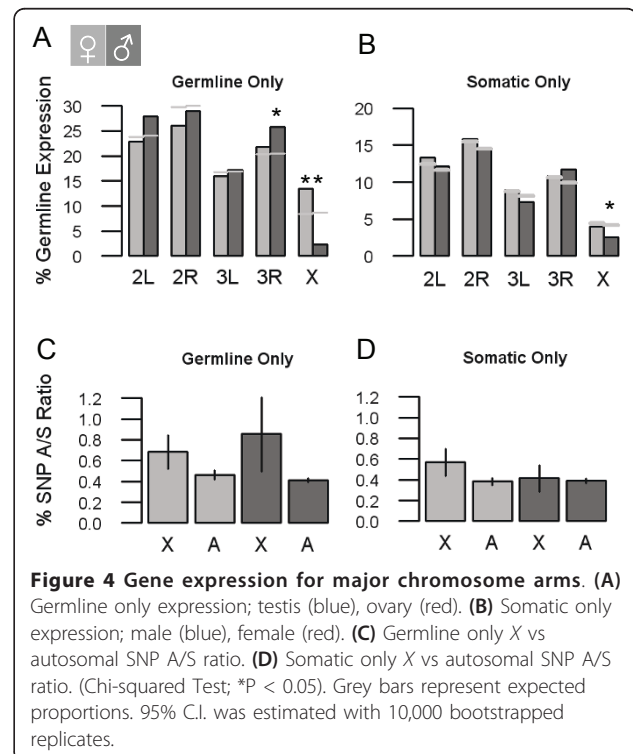 A
♀ ♂
Germline Only
B
Somatic Only
% Germline Expression
30
25
20
15
10
5
0
*
**
2L 2R 3L 3R X
20
15
10
5
0
*
2L 2R 3L 3R X
C
Germline Only
D
Somatic Only
% SNP A/S Ratio
1.2
1.0
0.8
0.6
0.4
0.2
0.0
X A X A
1.2
1.0
0.8
0.6
0.4
0.2
0.0
X A X A
Figure 4 Gene expression for major chromosome arms. (A)
Germline only expression; testis (blue), ovary (red). (B) Somatic only
expression; male (blue), female (red). (C) Germline only X vs
autosomal SNP A/S ratio. (D) Somatic only X vs autosomal SNP A/S
ratio. (Chi-squared Test; *P < 0.05). Grey bars represent expected
proportions. 95% C.I. was estimated with 10,000 bootstrapped
replicates.